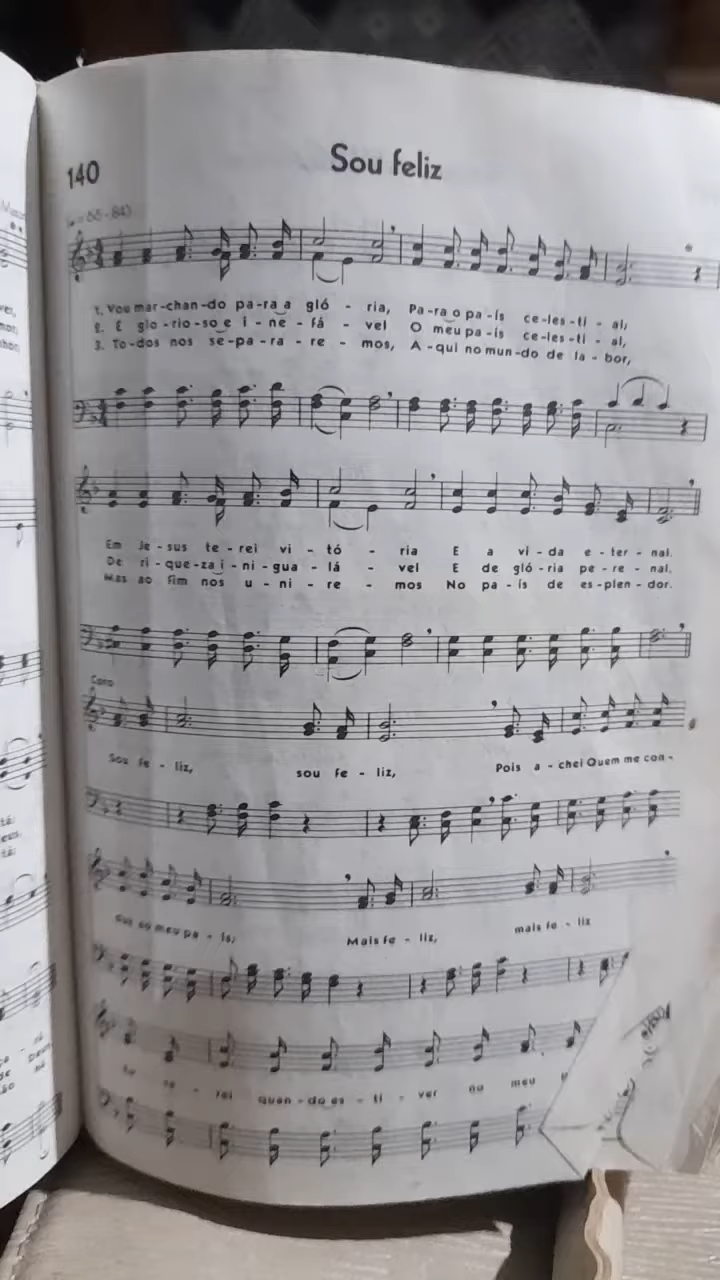 140
Sou feliz
1. Vou mar-chan-do pa-ra a gló - ria, Pa-ra o pa-ís ce-les-ti - al,
2. E glo-rio-so e i - ne - fá - vel O meu pa-ís ce-les-ti - al,
3. To-dos nos se-pa-ra-re - mos, A-qui no mun-do de la-bor,
Em Je-sus te-rei vi-tó - ria E a vi-da e-ter-nal.
De ri-que-za i-ni-gua-lá - vel E de gló-ria pe-re-nal.
Mas ao fim nos u-ni-re - mos No pa-ís de es-plen-dor.
Coro
Sou fe - liz, sou fe - liz, Pois a - chei Quem me con-
meu pa - ís; Mais fe - liz, mais fe - liz
- rei quan-do es - ti - ver no meu